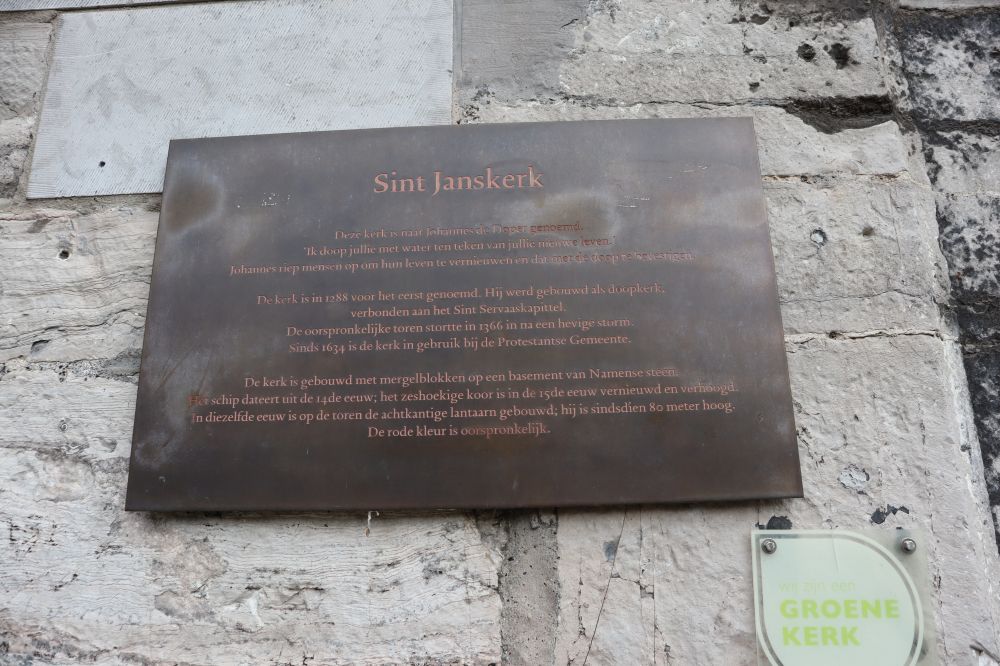 Sint Janskerk
Deze kerk is naar Johannes de Doper genoemd.
'Ik doop jullie met water ten teken van jullie nieuwe leven.'
Johannes riep mensen op om hun leven te vernieuwen en dat met de doop te bevestigen.
De kerk is in 1288 voor het eerst genoemd. Hij werd gebouwd als doopkerk,
verbonden aan het Sint Servaaskapittel.
De oorspronkelijke toren stortte in 1366 in na een hevige storm.
Sinds 1634 is de kerk in gebruik bij de Protestantse Gemeente.
De kerk is gebouwd met mergelblokken op een basement van Namense steen.
Het schip dateert uit de 14de eeuw; het zeshoekige koor is in de 15de eeuw vernieuwd en verhoogd.
In diezelfde eeuw is op de toren de achtkantige lantaarn gebouwd; hij is sindsdien 80 meter hoog.
De rode kleur is oorspronkelijk.
wij zijn een
GROENE
KERK